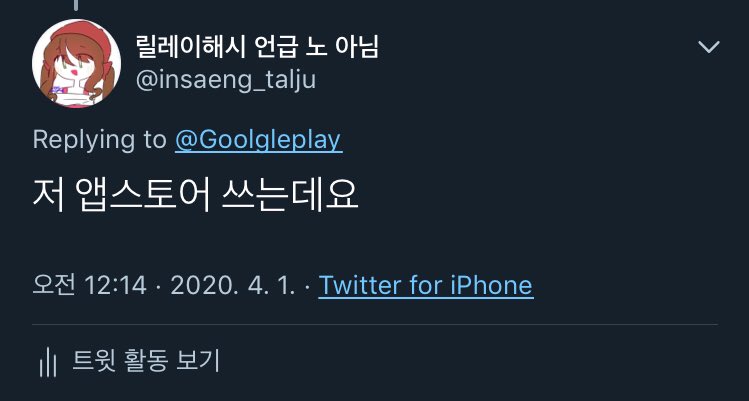 릴레이해시 언급 노 아님
@insaeng_talju
Replying to @Goolgleplay
저 앱스토어 쓰는데요
오전 12:14 · 2020. 4. 1. · Twitter for iPhone
트윗 활동 보기